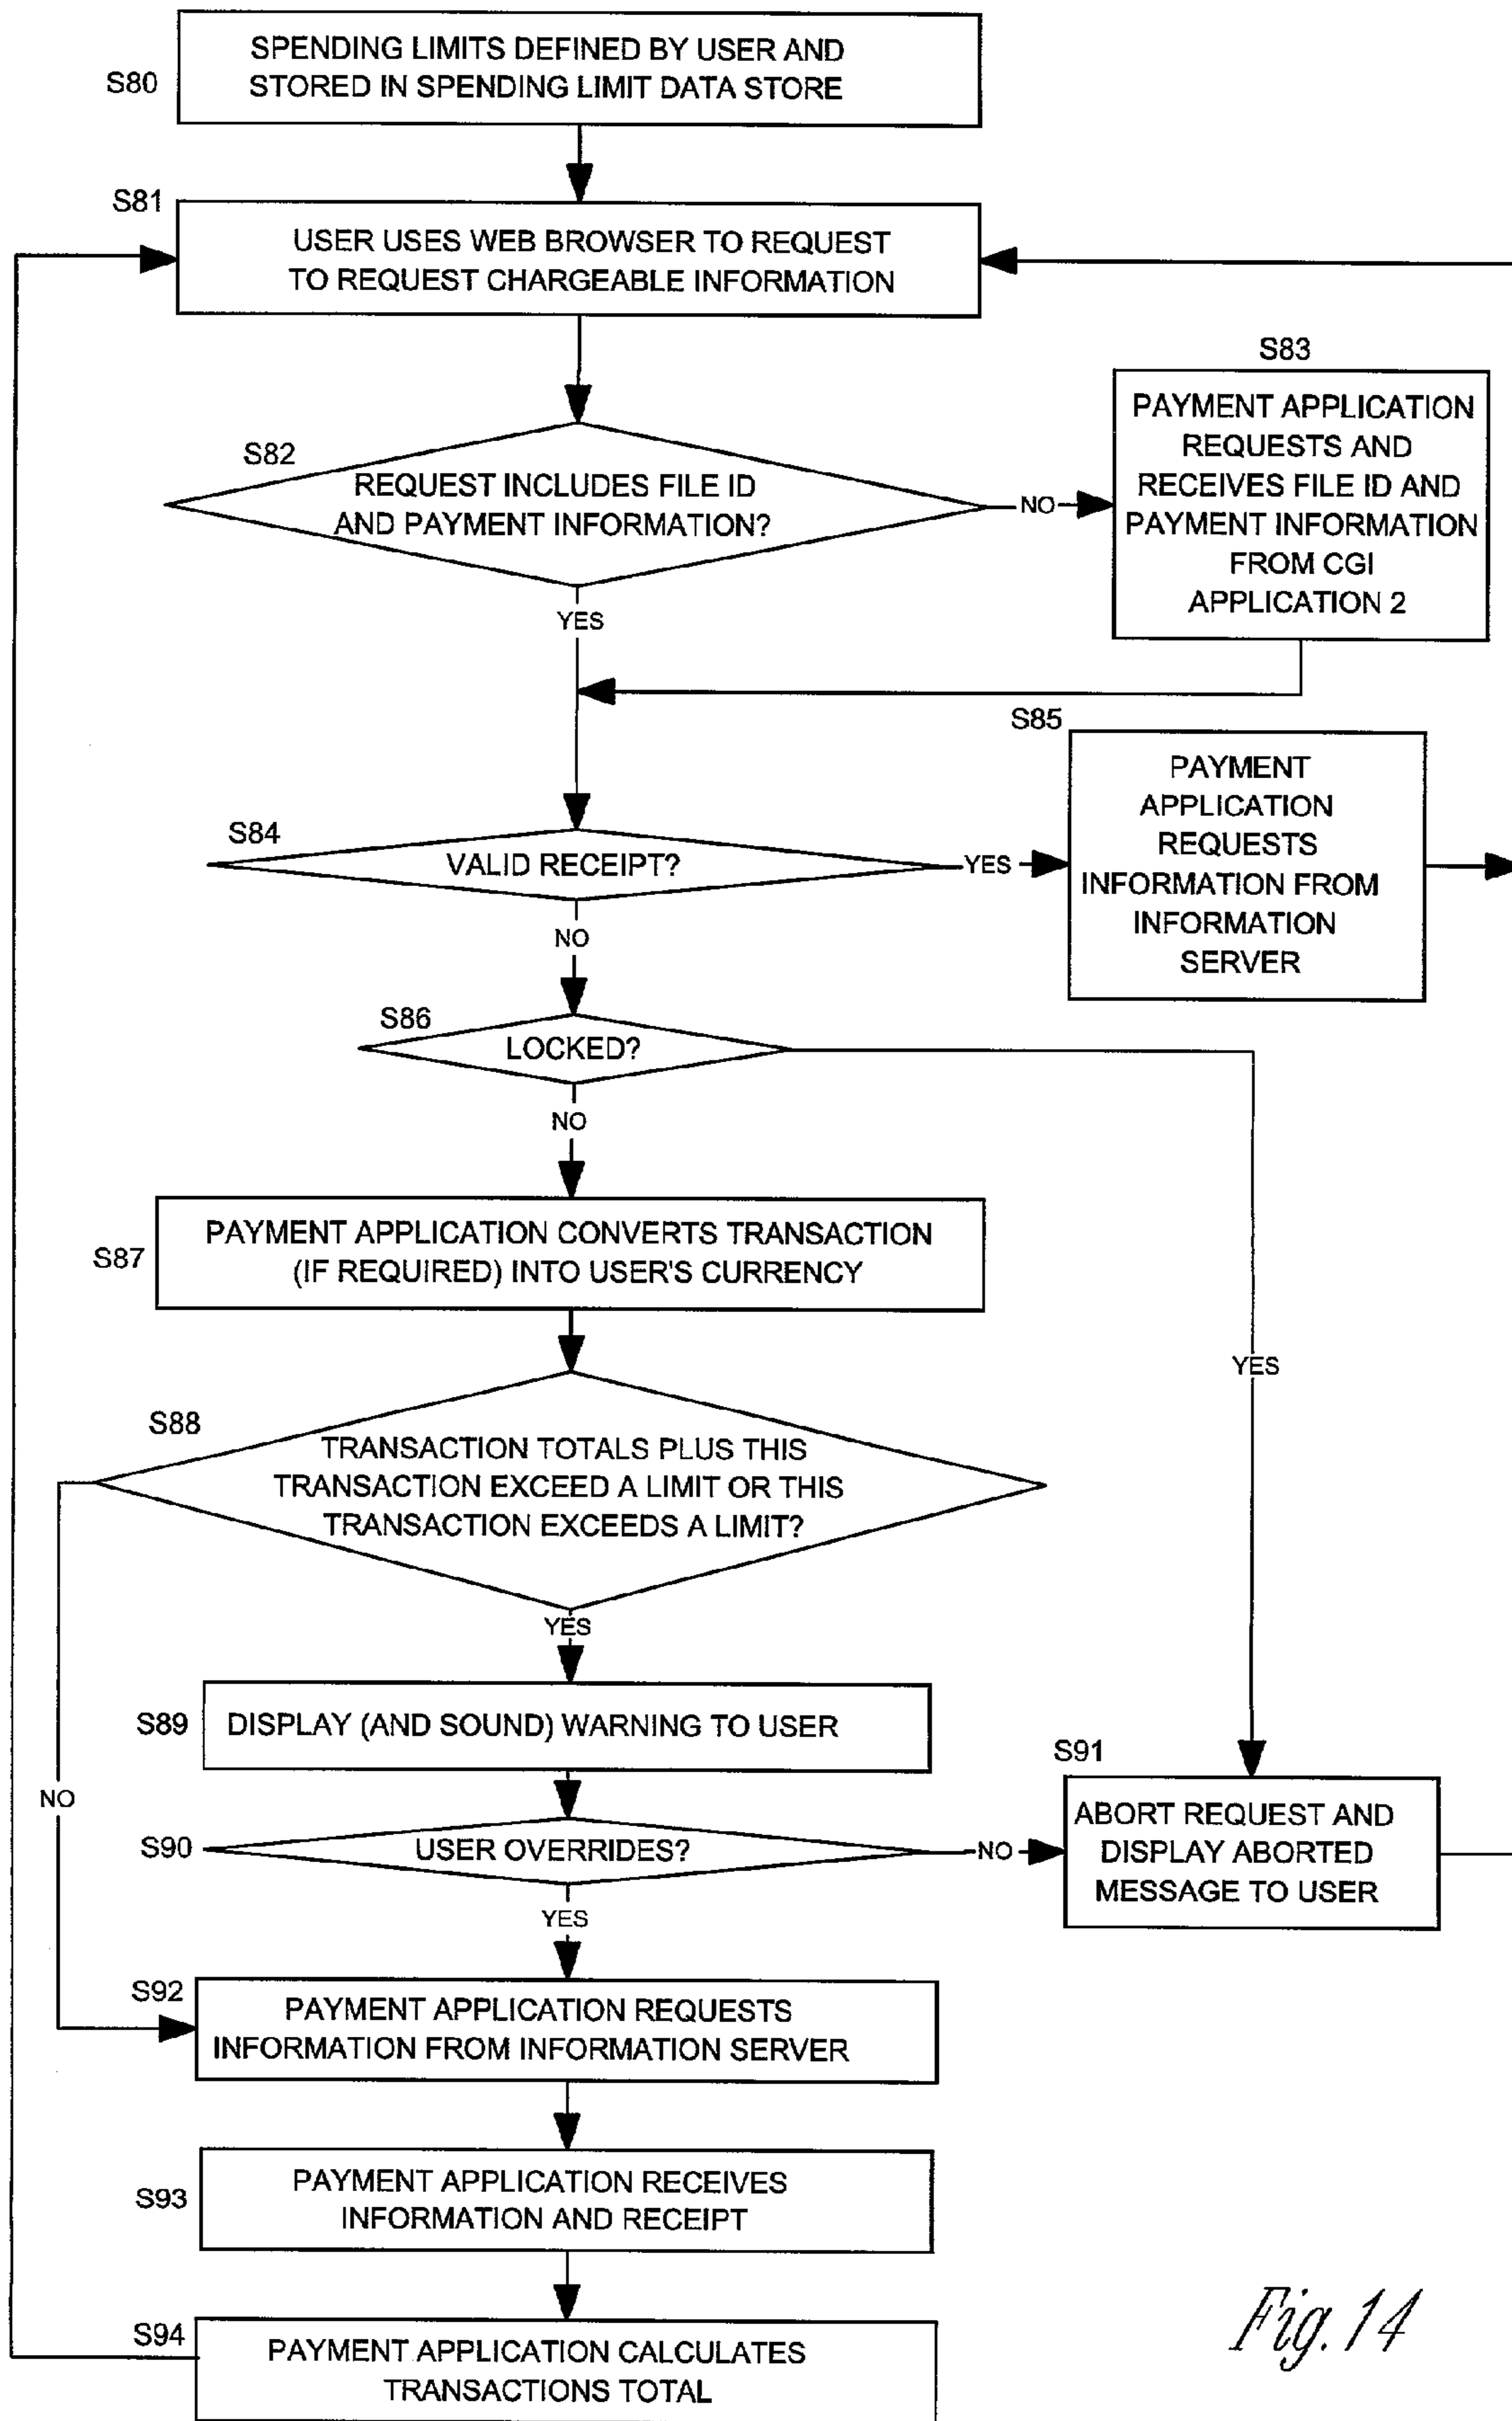 S80
SPENDING LIMITS DEFINED BY USER AND
STORED IN SPENDING LIMIT DATA STORE
S81
USER USES WEB BROWSER TO REQUEST
TO REQUEST CHARGEABLE INFORMATION
S82
REQUEST INCLUDES FILE ID
AND PAYMENT INFORMATION?
NO
YES
S83
PAYMENT APPLICATION
REQUESTS AND
RECEIVES FILE ID AND
PAYMENT INFORMATION
FROM CGI
APPLICATION 2
S84
VALID RECEIPT?
YES
NO
S85
PAYMENT
APPLICATION
REQUESTS
INFORMATION FROM
INFORMATION
SERVER
S86
LOCKED?
NO
YES
S87
PAYMENT APPLICATION CONVERTS TRANSACTION
(IF REQUIRED) INTO USER'S CURRENCY
S88
TRANSACTION TOTALS PLUS THIS
TRANSACTION EXCEED A LIMIT OR THIS
TRANSACTION EXCEEDS A LIMIT?
YES
NO
S89
DISPLAY (AND SOUND) WARNING TO USER
S90
USER OVERRIDES?
NO
YES
S91
ABORT REQUEST AND
DISPLAY ABORTED
MESSAGE TO USER
S92
PAYMENT APPLICATION REQUESTS
INFORMATION FROM INFORMATION SERVER
S93
PAYMENT APPLICATION RECEIVES
INFORMATION AND RECEIPT
S94
PAYMENT APPLICATION CALCULATES
TRANSACTIONS TOTAL
Fig. 14